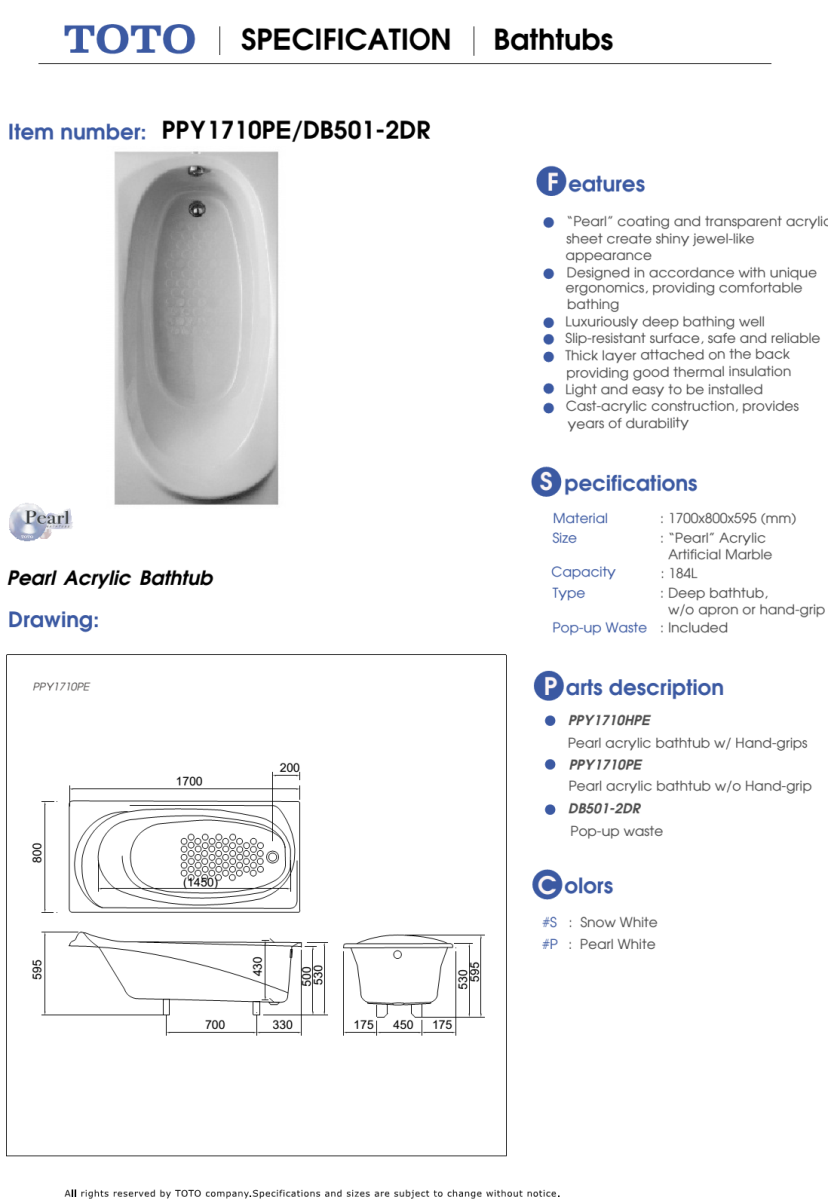 TOTO | SPECIFICATION | Bathtubs
Item number: PPY1710PE/DB501-2DR
Pearl
TOTO
Pearl Acrylic Bathtub
Drawing:
PPY1710PE
200
1700
800
(1450)
595
430
500
530
700
330
530
595
175
450
175
Features
“Pearl” coating and transparent acrylic
sheet create shiny jewel-like
appearance
Designed in accordance with unique
ergonomics, providing comfortable
bathing
Luxuriously deep bathing well
Slip-resistant surface, safe and reliable
Thick layer attached on the back
providing good thermal insulation
Light and easy to be installed
Cast-acrylic construction, provides
years of durability
Specifications
Material : 1700x800x595 (mm)
Size : “Pearl” Acrylic
Artificial Marble
Capacity : 184L
Type : Deep bathtub,
w/o apron or hand-grip
Pop-up Waste : Included
Parts description
PPY1710HPE
Pearl acrylic bathtub w/ Hand-grips
PPY1710PE
Pearl acrylic bathtub w/o Hand-grip
DB501-2DR
Pop-up waste
Colors
#S : Snow White
#P : Pearl White
All rights reserved by TOTO company.Specifications and sizes are subject to change without notice.